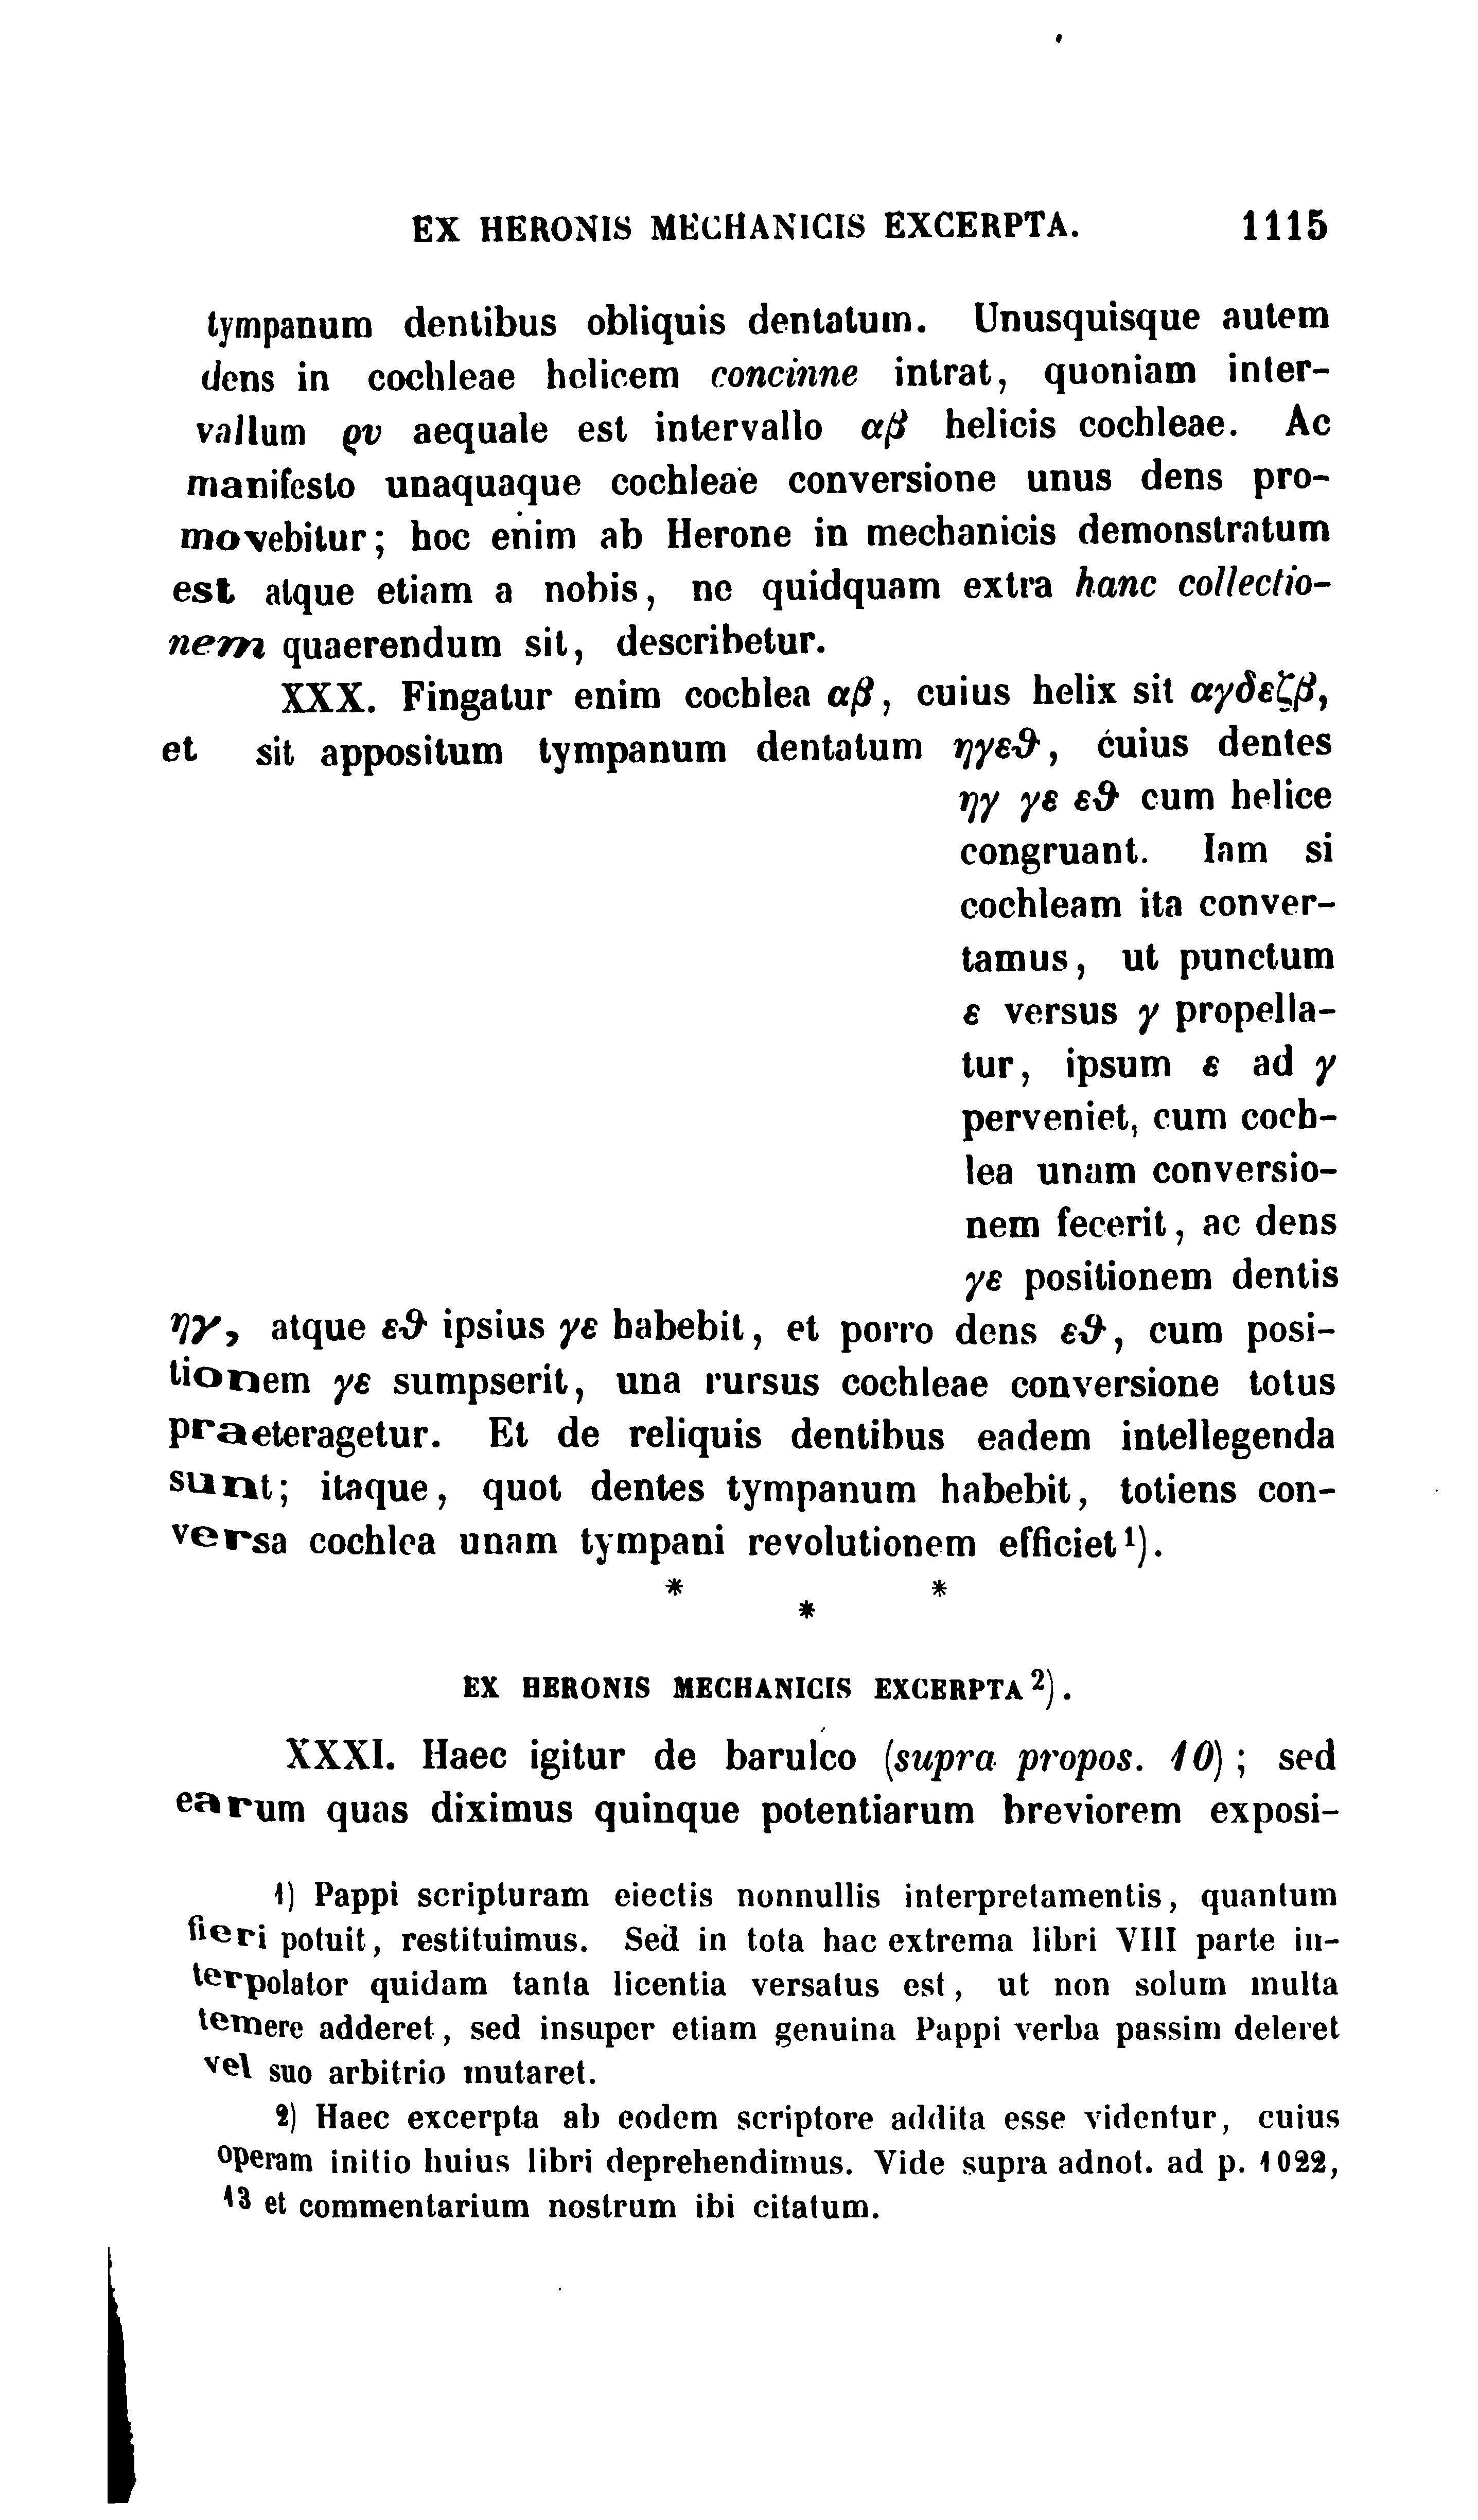 EX HERONIS MECHANICIS EXCERPTA. 1115
tympanum dentibus obliquis dentatum. Unusquisque autem
dens in cochleae helicem concinne intrat, quoniam inter-
vallum ϱν aequale est intervallo αβ helicis cochleae. Ac
manifesto unaquaque cochleae conversione unus dens pro-
movebitur; hoc enim ab Herone in mechanicis demonstratum
est atque etiam a nobis, ne quidquam extra hanc collectio-
nem quaerendum sit, describetur.
XXX. Fingatur enim cochlea αβ, cuius helix sit αγδεζβ,
et sit appositum tympanum dentatum ηγεϑ, cuius dentes
ηγ γε εϑ cum helice
congruant. Iam si
cochleam ita conver-
tamus, ut punctum
ε versus γ propella-
tur, ipsum ε ad γ
perveniet, cum coch-
lea unam conversio-
nem fecerit, ac dens
γε positionem dentis
ηγ, atque εϑ ipsius γε habebit, et porro dens εϑ, cum posi-
tionem γε sumpserit, una rursus cochleae conversione totus
praeteragetur. Et de reliquis dentibus eadem intellegenda
sunt; itaque, quot dentes tympanum habebit, totiens con-
versa cochlea unam tympani revolutionem efficiet¹).
* * *
EX HERONIS MECHANICIS EXCERPTA²).
XXXI. Haec igitur de barulco (supra propos. 10); sed
earum quas diximus quinque potentiarum breviorem exposi-
1) Pappi scripturam eiectis nonnullis interpretamentis, quantum
fieri potuit, restituimus. Sed in tota hac extrema libri VIII parte in-
terpolator quidam tanta licentia versatus est, ut non solum multa
temere adderet, sed insuper etiam genuina Pappi verba passim deleret
vel suo arbitrio mutaret.
2) Haec excerpta ab eodem scriptore addita esse videntur, cuius
operam initio huius libri deprehendimus. Vide supra adnot. ad p. 1022,
13 et commentarium nostrum ibi citatum.